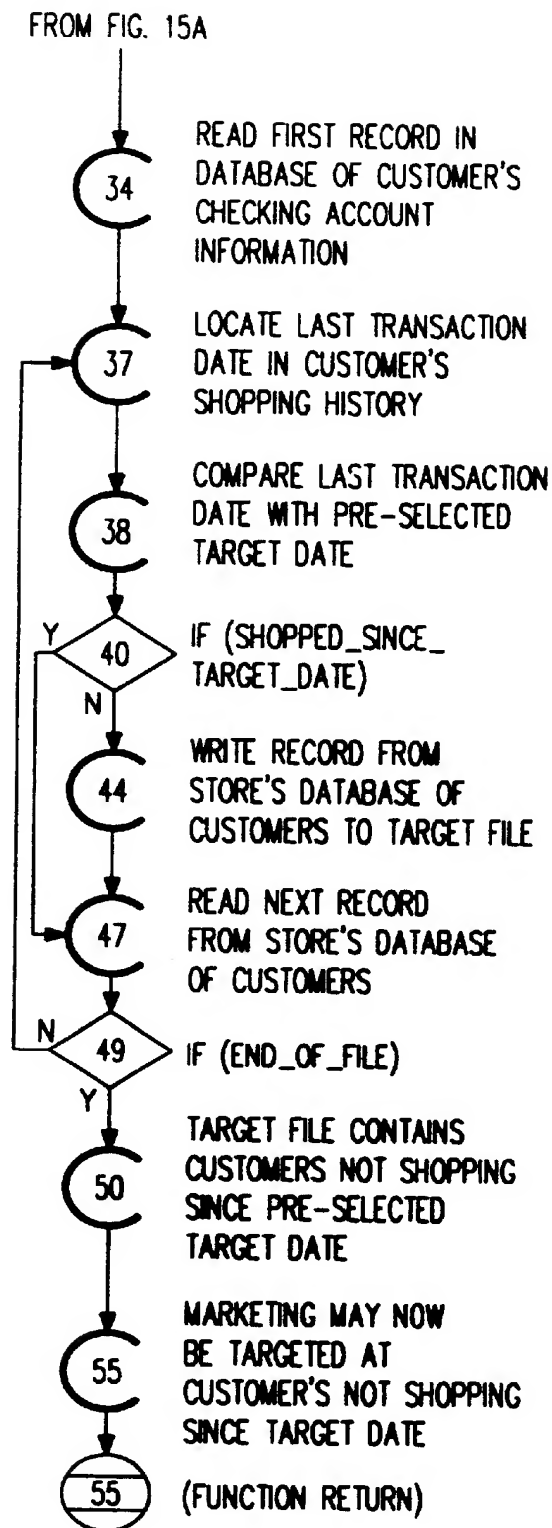 FROM FIG. 15A
34
READ FIRST RECORD IN
DATABASE OF CUSTOMER'S
CHECKING ACCOUNT
INFORMATION
37
LOCATE LAST TRANSACTION
DATE IN CUSTOMER'S
SHOPPING HISTORY
38
COMPARE LAST TRANSACTION
DATE WITH PRE-SELECTED
TARGET DATE
Y
40
N
IF (SHOPPED_SINCE_
TARGET_DATE)
44
WRITE RECORD FROM
STORE'S DATABASE OF
CUSTOMERS TO TARGET FILE
47
READ NEXT RECORD
FROM STORE'S DATABASE
OF CUSTOMERS
N
49
Y
IF (END_OF_FILE)
50
TARGET FILE CONTAINS
CUSTOMERS NOT SHOPPING
SINCE PRE-SELECTED
TARGET DATE
55
MARKETING MAY NOW
BE TARGETED AT
CUSTOMER'S NOT SHOPPING
SINCE TARGET DATE
55
(FUNCTION RETURN)